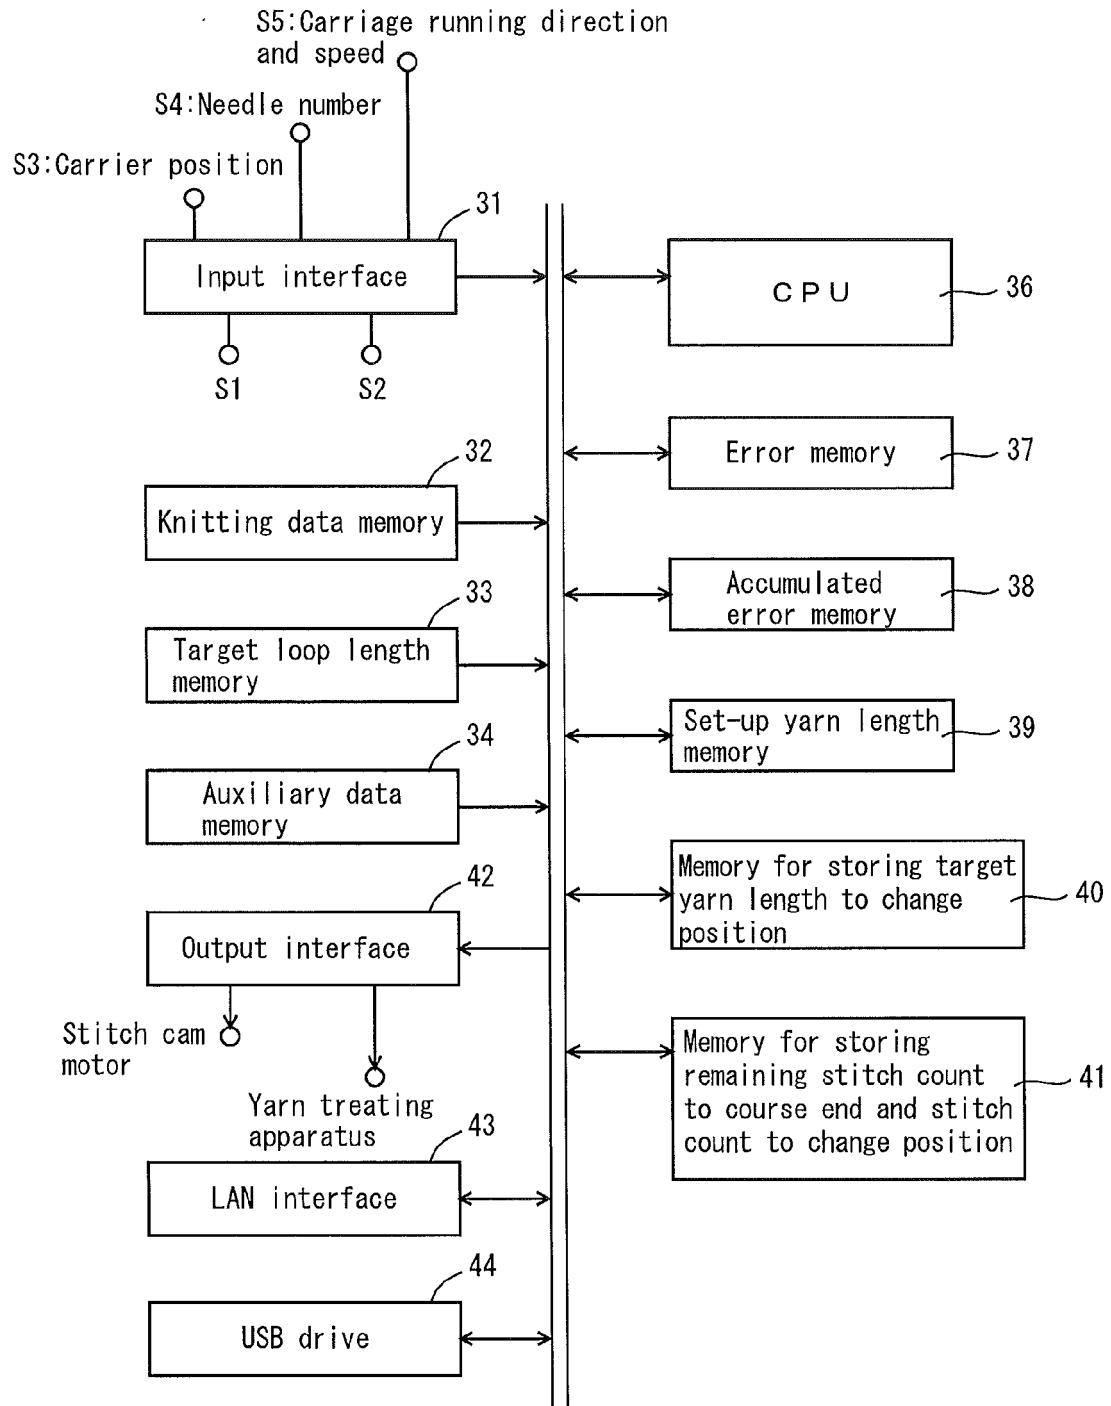 S5:Carriage running direction
and speed
S4:Needle number
S3:Carrier position
31
Input interface
CPU
36
S1
S2
32
Knitting data memory
Error memory
37
33
Target loop length
memory
Accumulated
error memory
38
34
Auxiliary data
memory
Set-up yarn length
memory
39
42
Output interface
Memory for storing target
yarn length to change
position
40
Stitch cam
motor
Yarn treating
apparatus
Memory for storing
remaining stitch count
to course end and stitch
count to change position
41
43
LAN interface
44
USB drive